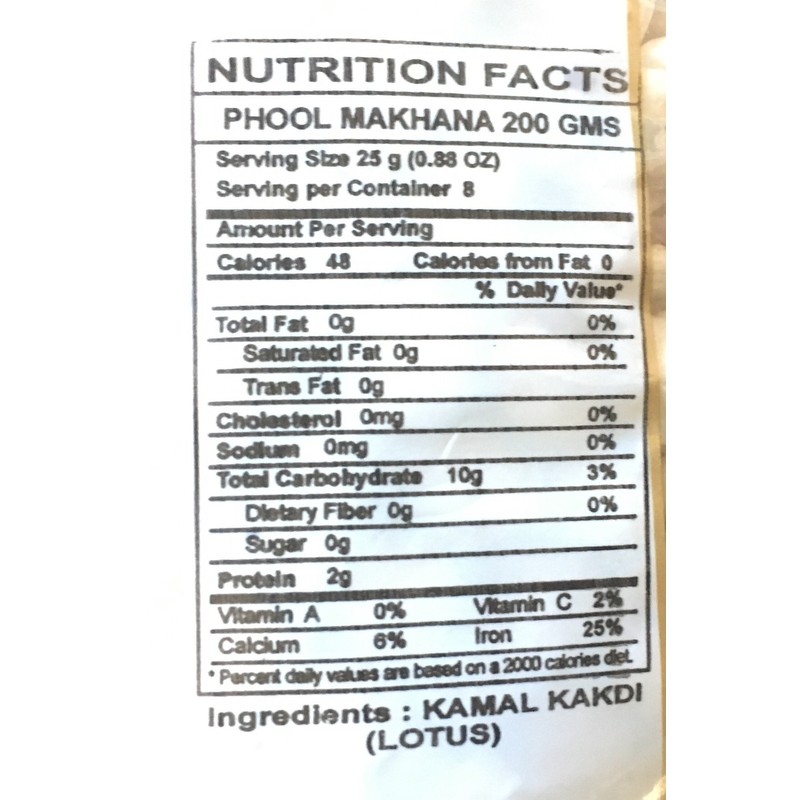 NUTRITION FACTS
PHOOL MAKHANA 200 GMS
Serving Size 25 g (0.88 OZ)
Serving per Container 8
Amount Per Serving
Calories 48 Calories from Fat 0
% Daily Value*
Total Fat 0g 0%
Saturated Fat 0g 0%
Trans Fat 0g
Cholesterol 0mg 0%
Sodium 0mg 0%
Total Carbohydrate 10g 3%
Dietary Fiber 0g 0%
Sugar 0g
Protein 2g
Vitamin A 0% Vitamin C 2%
Calcium 6% Iron 25%
* Percent daily values are based on a 2000 calories diet.
Ingredients : KAMAL KAKDI
(LOTUS)